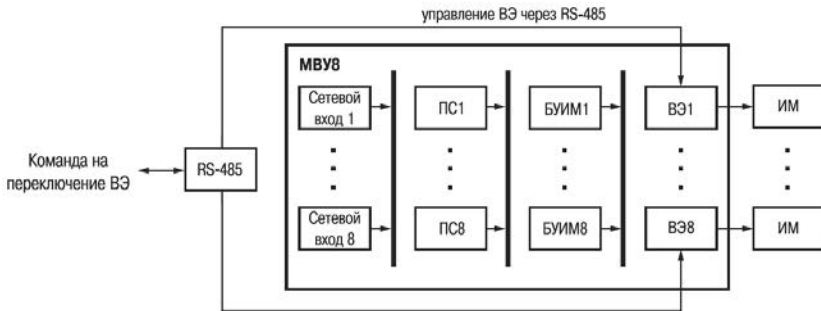 управление ВЭ через RS-485
МВУ8
Сетевой
вход 1
ПС1
БУИМ1
ВЭ1
ИМ
Команда на
переключение ВЭ
RS-485
Сетевой
вход 8
ПС8
БУИМ8
ВЭ8
ИМ